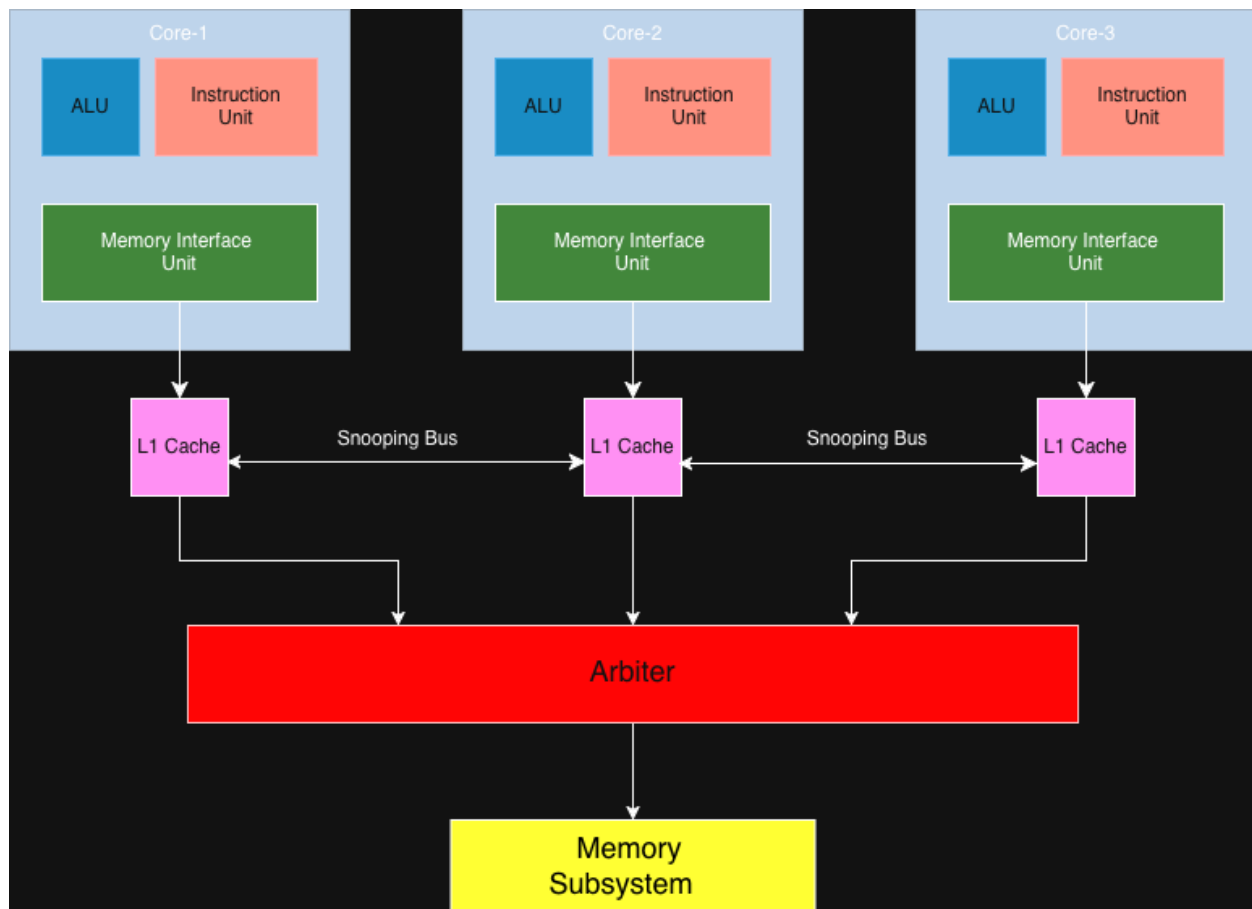 Core-1
Core-2
Core-3
ALU
Instruction
Unit
ALU
Instruction
Unit
ALU
Instruction
Unit
Memory Interface
Unit
Memory Interface
Unit
Memory Interface
Unit
L1 Cache
Snooping Bus
L1 Cache
Snooping Bus
L1 Cache
Arbiter
Memory
Subsystem